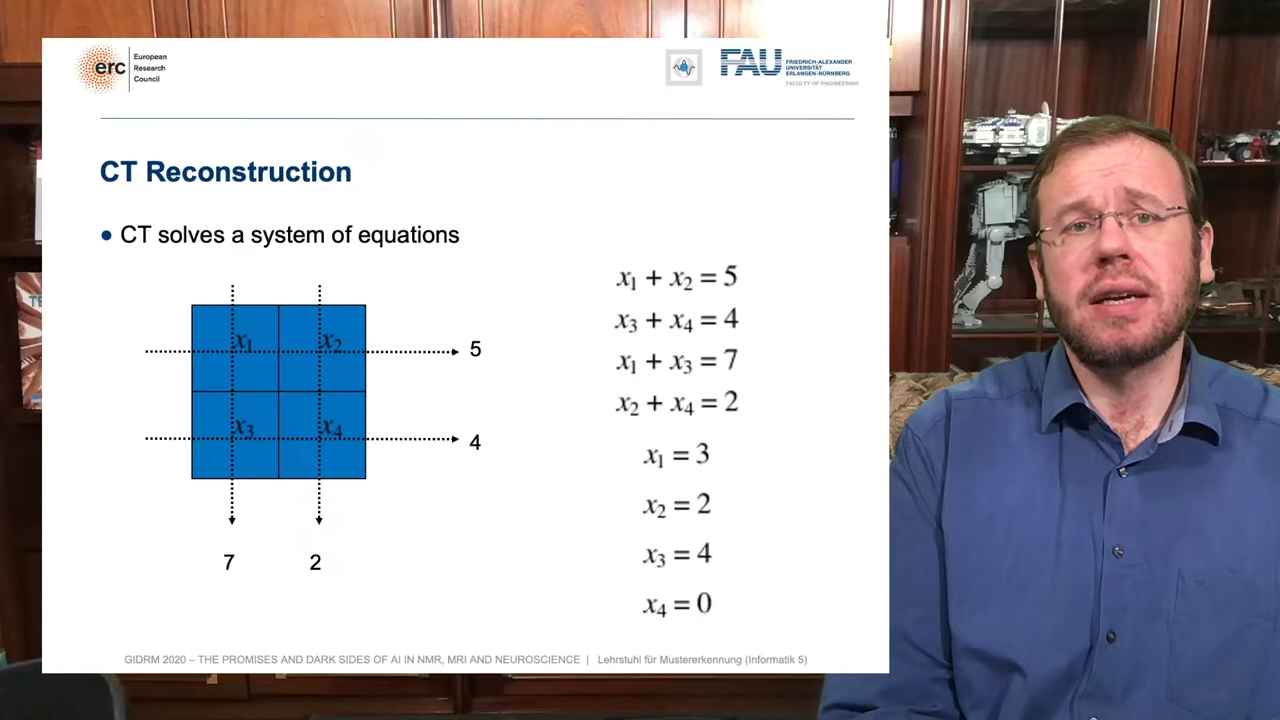 erc
European
Research
Council
FAU
FRIEDRICH-ALEXANDER
UNIVERSITÄT
ERLANGEN-NÜRNBERG
FACULTY OF ENGINEERING
CT Reconstruction
● CT solves a system of equations
x₁ x₂
5
x₃ x₄
4
7 2
x₁ + x₂ = 5
x₃ + x₄ = 4
x₁ + x₃ = 7
x₂ + x₄ = 2
x₁ = 3
x₂ = 2
x₃ = 4
x₄ = 0
GIDRM 2020 – THE PROMISES AND DARK SIDES OF AI IN NMR, MRI AND NEUROSCIENCE | Lehrstuhl für Mustererkennung (Informatik 5)